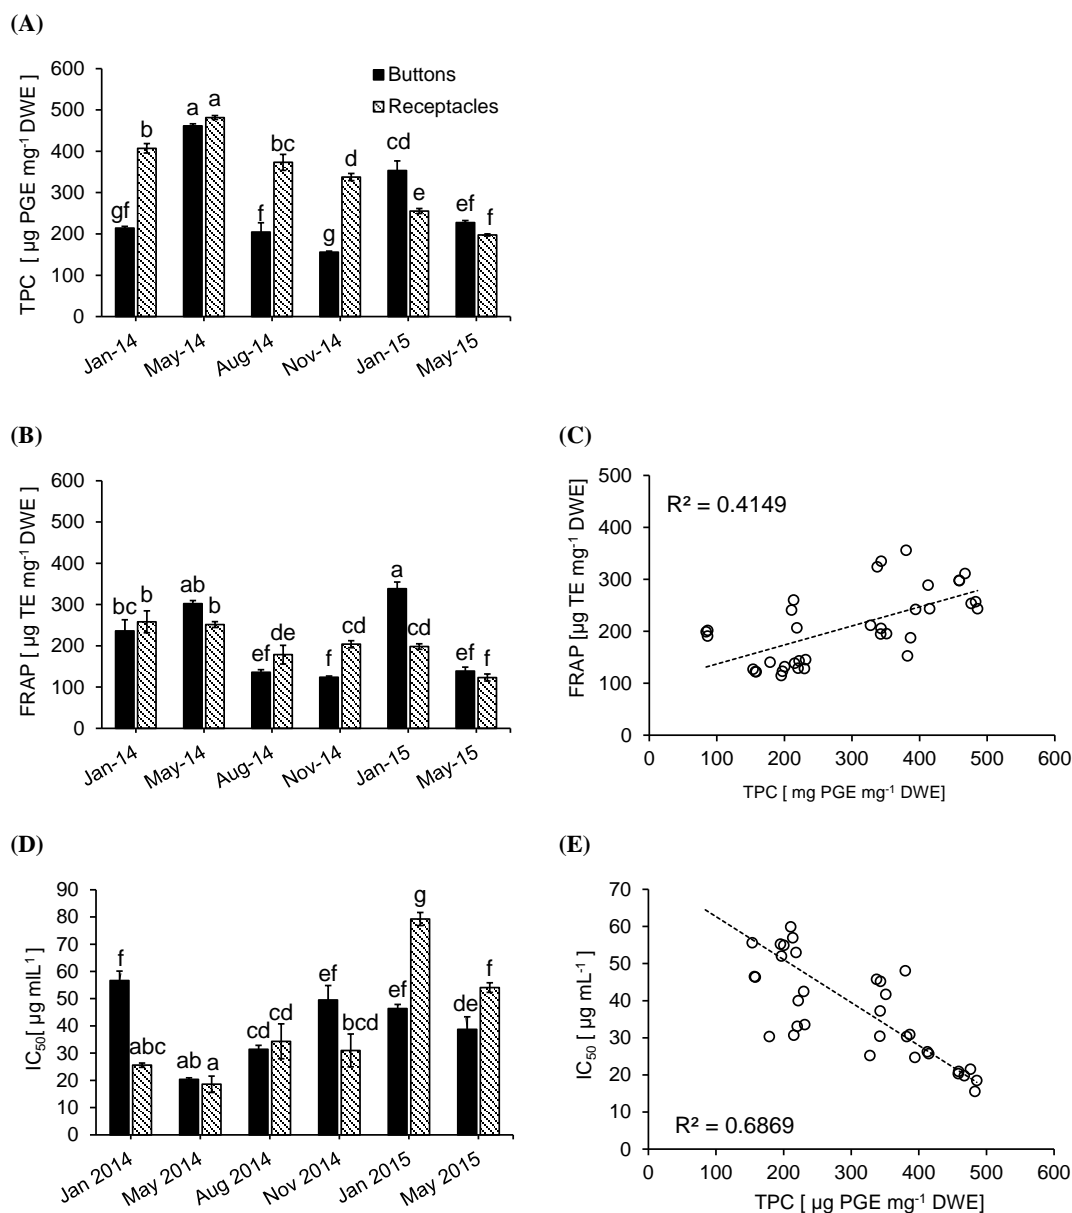 (A)
TPC [ µg PGE mg⁻¹ DWE ]
600
500
400
300
200
100
0
Buttons
Receptacles
gf b a a f bc g d cd e ef f
Jan-14 May-14 Aug-14 Nov-14 Jan-15 May-15
(B)
FRAP [ µg TE mg⁻¹ DWE ]
600
500
400
300
200
100
0
bc b ab b ef de f cd a cd ef f
Jan-14 May-14 Aug-14 Nov-14 Jan-15 May-15
(C)
FRAP [µg TE mg⁻¹ DWE]
500
400
300
200
100
0
R² = 0.4149
0 100 200 300 400 500 600
TPC [ mg PGE mg⁻¹ DWE]
(D)
IC₅₀[ µg mlL¹ ]
90
80
70
60
50
40
30
20
10
0
f abc ab a cd cd ef bcd ef g de f
Jan 2014 May 2014 Aug 2014 Nov 2014 Jan 2015 May 2015
(E)
IC₅₀ [ µg mL⁻¹ ]
70
60
50
40
30
20
10
0
R² = 0.6869
0 100 200 300 400 500 600
TPC [ µg PGE mg⁻¹ DWE]